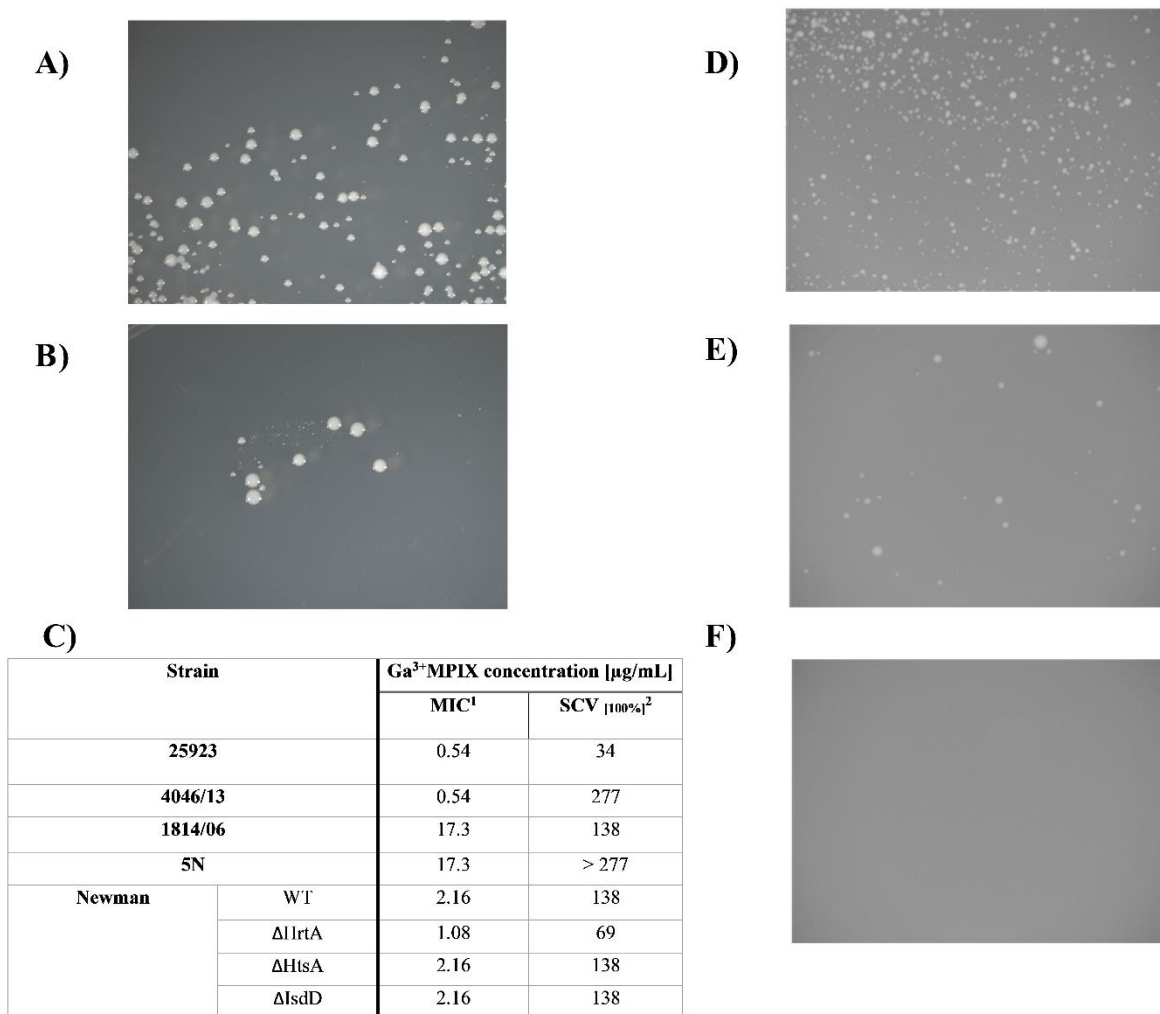 A)
D)
B)
E)
C)
F)
Strain Ga³⁺MPIX concentration [µg/mL]
MIC¹ SCV [100%]²
25923 0.54 34
4046/13 0.54 277
1814/06 17.3 138
5N 17.3 > 277
Newman WT 2.16 138
ΔHrtA 1.08 69
ΔHtsA 2.16 138
ΔIsdD 2.16 138